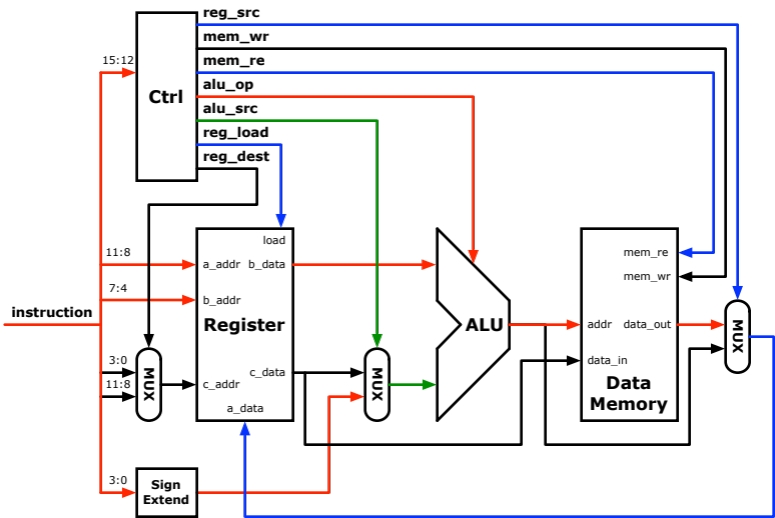 reg_src
mem_wr
15:12
mem_re
Ctrl
alu_op
alu_src
reg_load
reg_dest
load
11:8
a_addr
b_data
mem_re
mem_wr
7:4
b_addr
instruction
Register
ALU
addr
data_out
MUX
3:0
11:8
MUX
c_addr
c_data
MUX
data_in
a_data
Data
Memory
3:0
Sign
Extend